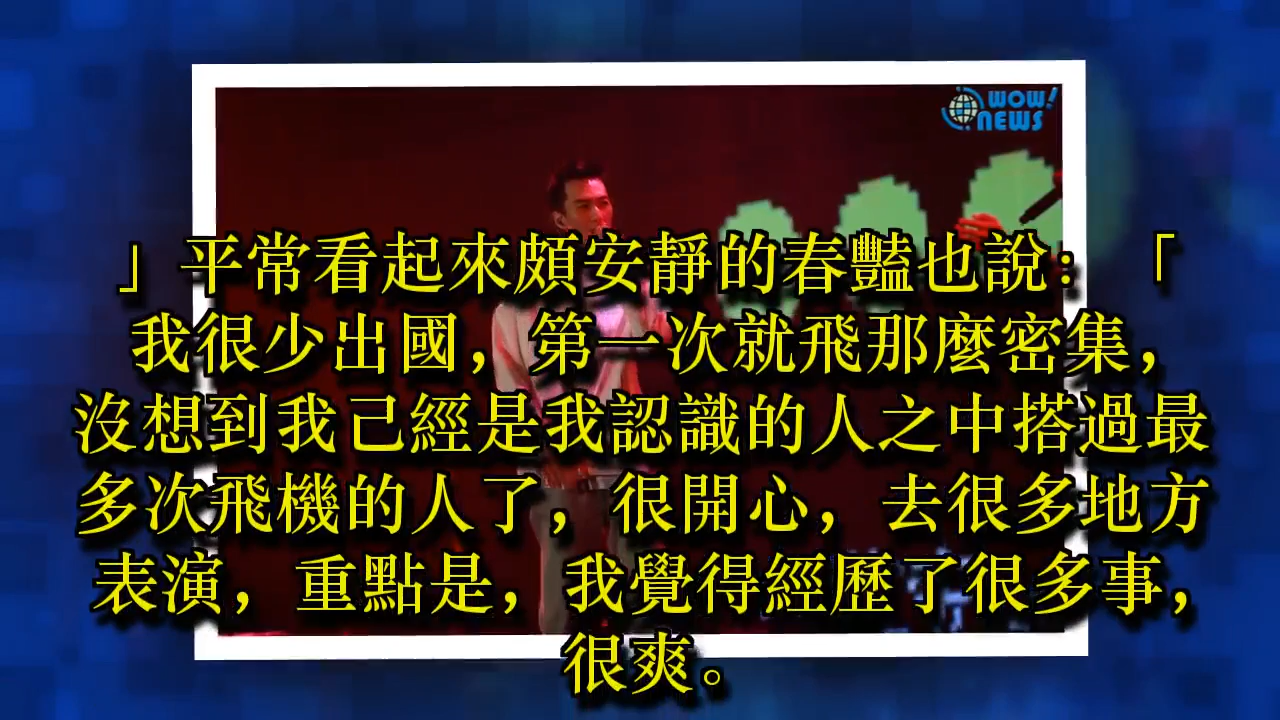 WOW!
NEWS
」平常看起來頗安靜的春豔也說：「
我很少出國，第一次就飛那麼密集，
沒想到我己經是我認識的人之中搭過最
多次飛機的人了，很開心，去很多地方
表演，重點是，我覺得經歷了很多事，
很爽。